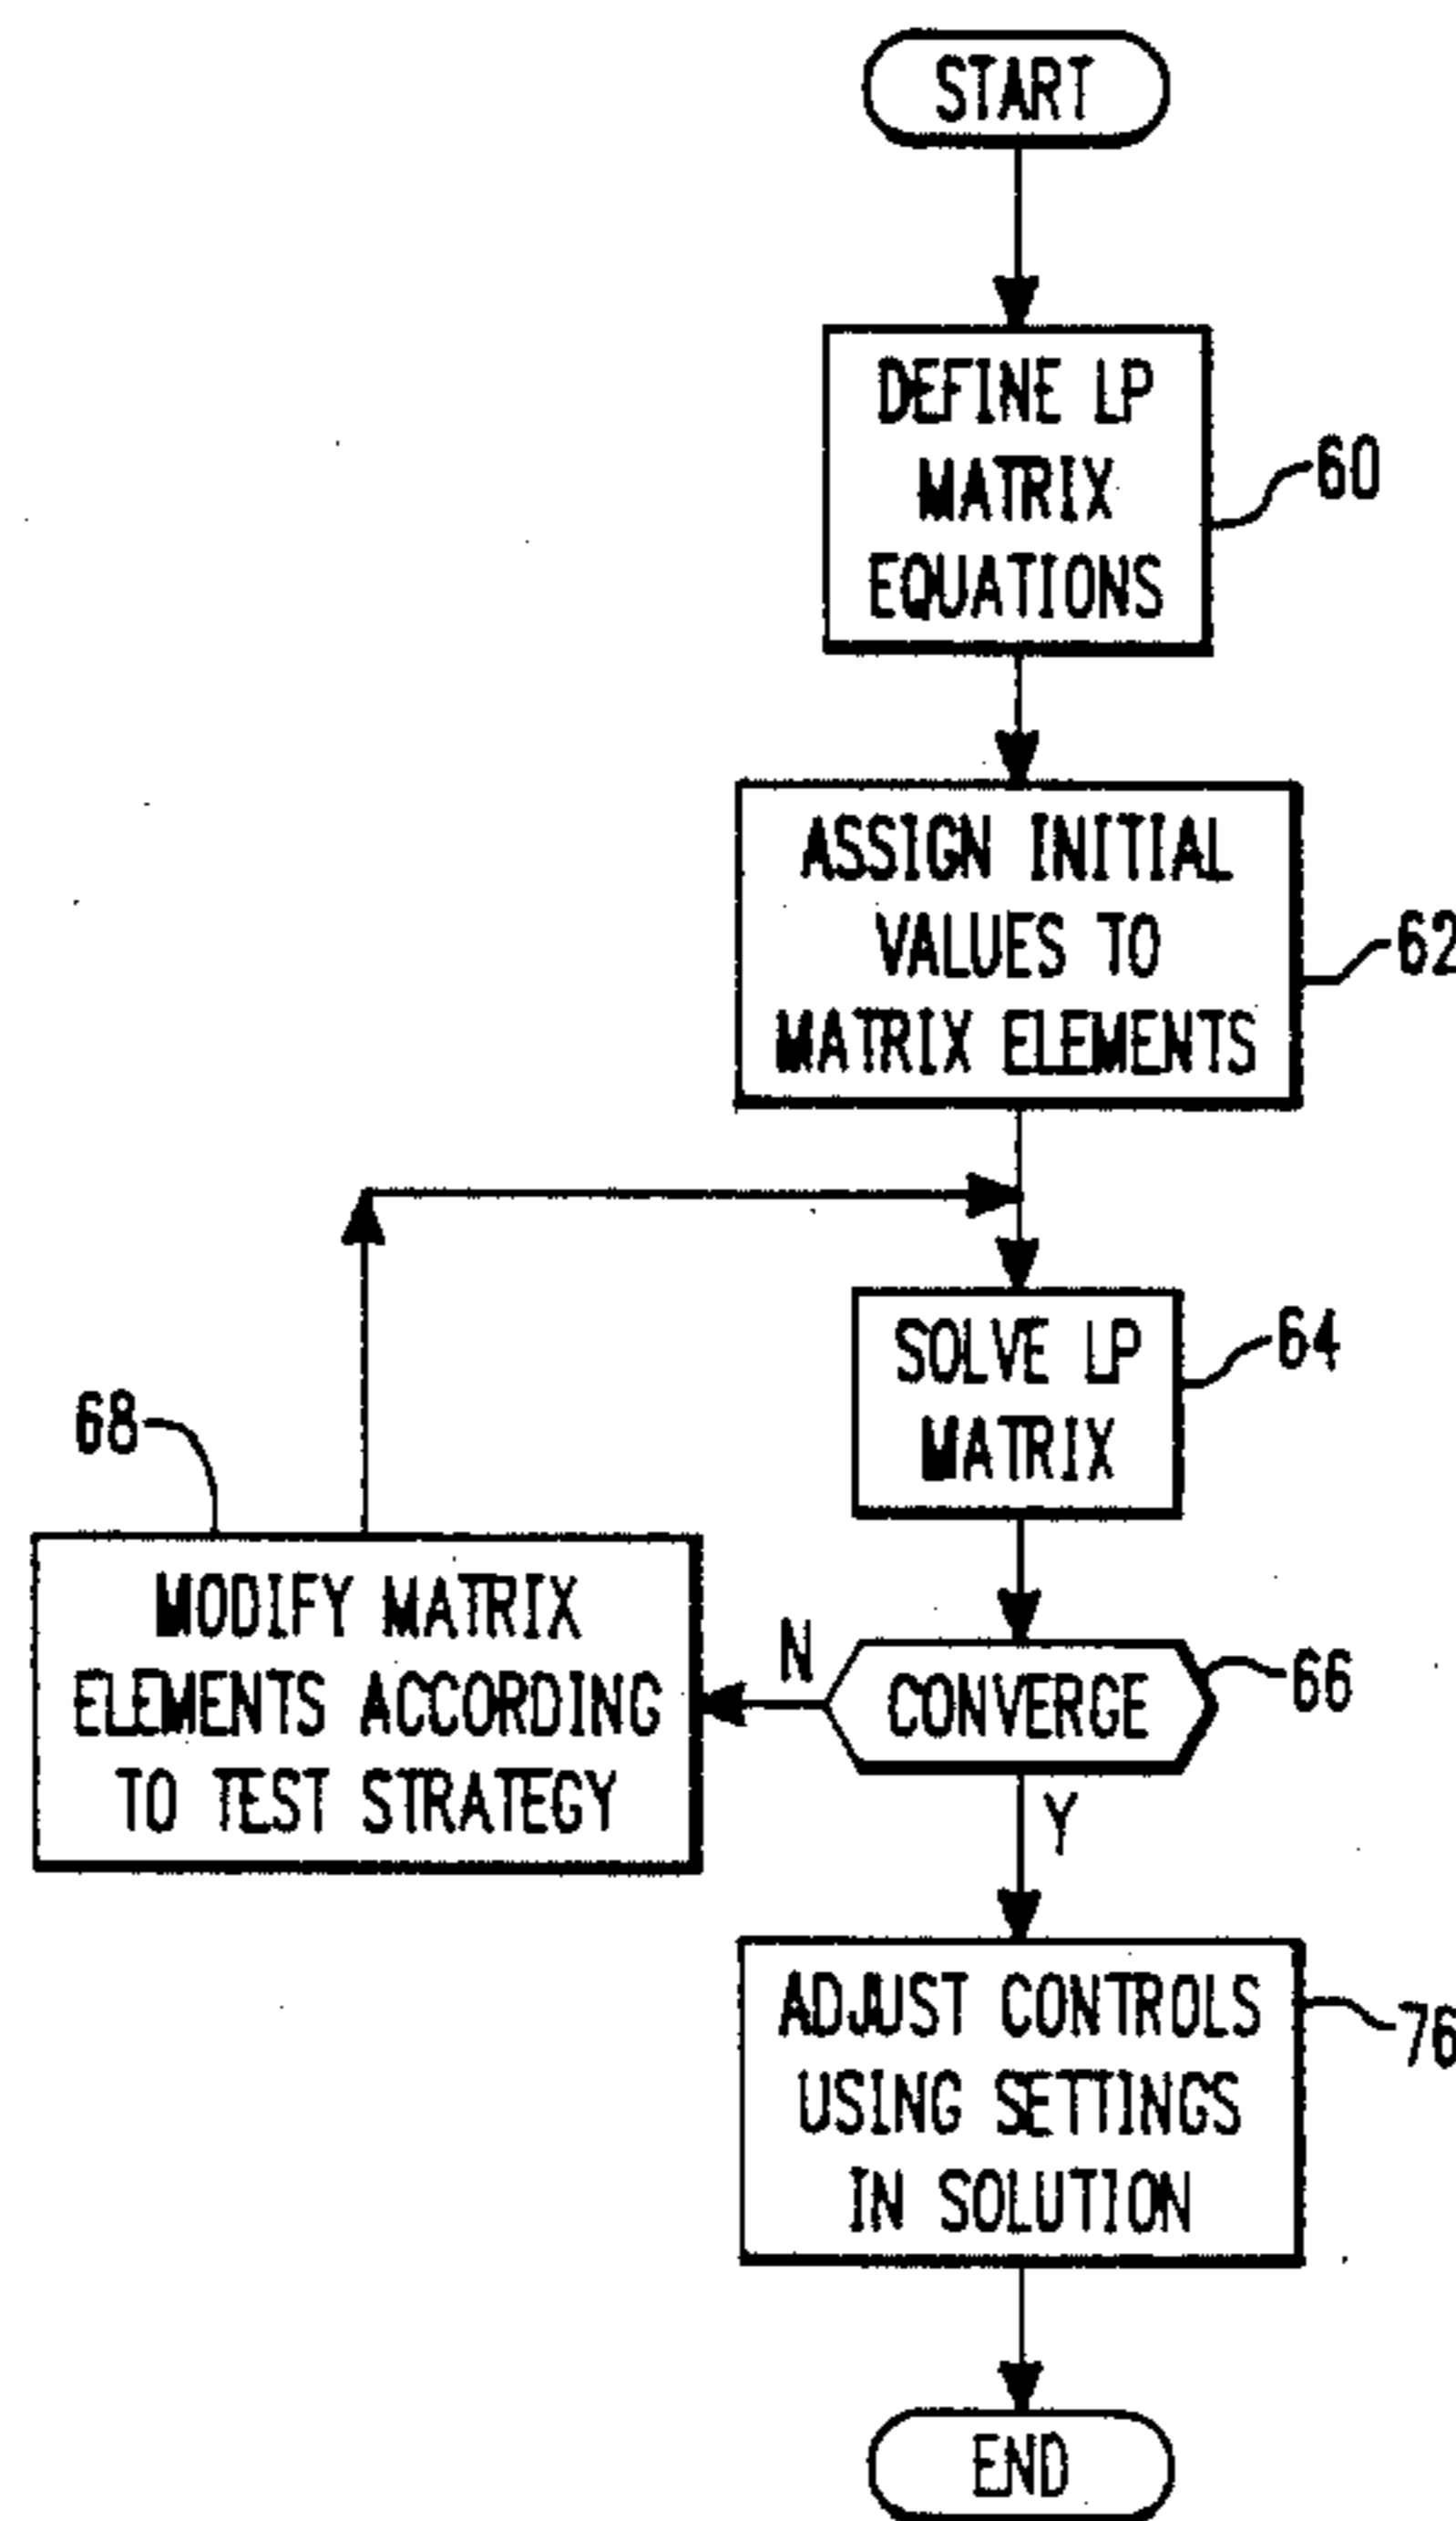 START
DEFINE LP
MATRIX
EQUATIONS
60
ASSIGN INITIAL
VALUES TO
MATRIX ELEMENTS
62
SOLVE LP
MATRIX
64
68
MODIFY MATRIX
ELEMENTS ACCORDING
TO TEST STRATEGY
N
CONVERGE
66
Y
ADJUST CONTROLS
USING SETTINGS
IN SOLUTION
76
END